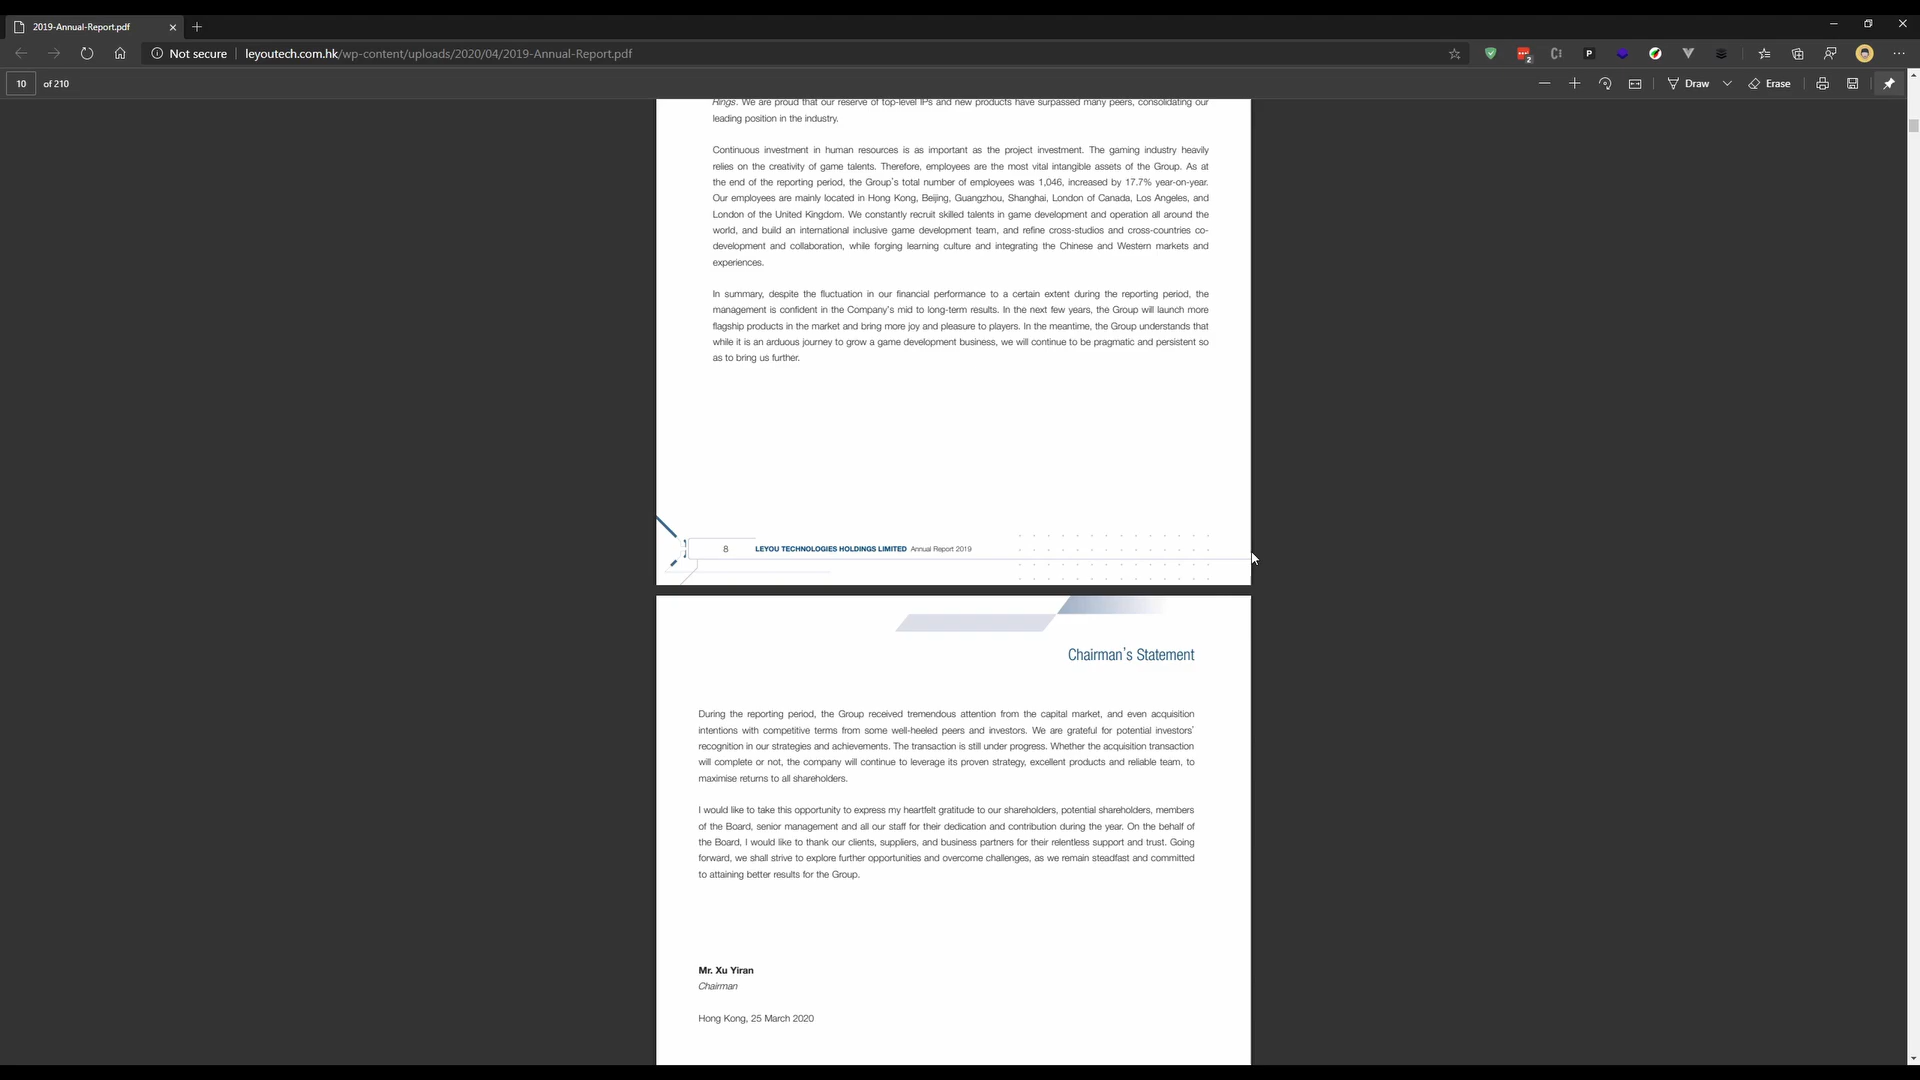 2019-Annual-Report.pdf
Not secure
leyoutech.com.hk/wp-content/uploads/2020/04/2019-Annual-Report.pdf
2
P
10 of 210
Draw
Erase
Rings. We are proud that our reserve of top-level IPs and new products have surpassed many peers, consolidating our
leading position in the industry.
Continuous investment in human resources is as important as the project investment. The gaming industry heavily
relies on the creativity of game talents. Therefore, employees are the most vital intangible assets of the Group. As at
the end of the reporting period, the Group's total number of employees was 1,046, increased by 17.7% year-on-year.
Our employees are mainly located in Hong Kong, Beijing, Guangzhou, Shanghai, London of Canada, Los Angeles, and
London of the United Kingdom. We constantly recruit skilled talents in game development and operation all around the
world, and build an international inclusive game development team, and refine cross-studios and cross-countries co-
development and collaboration, while forging learning culture and integrating the Chinese and Western markets and
experiences.
In summary, despite the fluctuation in our financial performance to a certain extent during the reporting period, the
management is confident in the Company's mid to long-term results. In the next few years, the Group will launch more
flagship products in the market and bring more joy and pleasure to players. In the meantime, the Group understands that
while it is an arduous journey to grow a game development business, we will continue to be pragmatic and persistent so
as to bring us further.
8 LEYOU TECHNOLOGIES HOLDINGS LIMITED Annual Report 2019
Chairman's Statement
During the reporting period, the Group received tremendous attention from the capital market, and even acquisition
intentions with competitive terms from some well-heeled peers and investors. We are grateful for potential investors'
recognition in our strategies and achievements. The transaction is still under progress. Whether the acquisition transaction
will complete or not, the company will continue to leverage its proven strategy, excellent products and reliable team, to
maximise returns to all shareholders.
I would like to take this opportunity to express my heartfelt gratitude to our shareholders, potential shareholders, members
of the Board, senior management and all our staff for their dedication and contribution during the year. On the behalf of
the Board, I would like to thank our clients, suppliers, and business partners for their relentless support and trust. Going
forward, we shall strive to explore further opportunities and overcome challenges, as we remain steadfast and committed
to attaining better results for the Group.
Mr. Xu Yiran
Chairman
Hong Kong, 25 March 2020